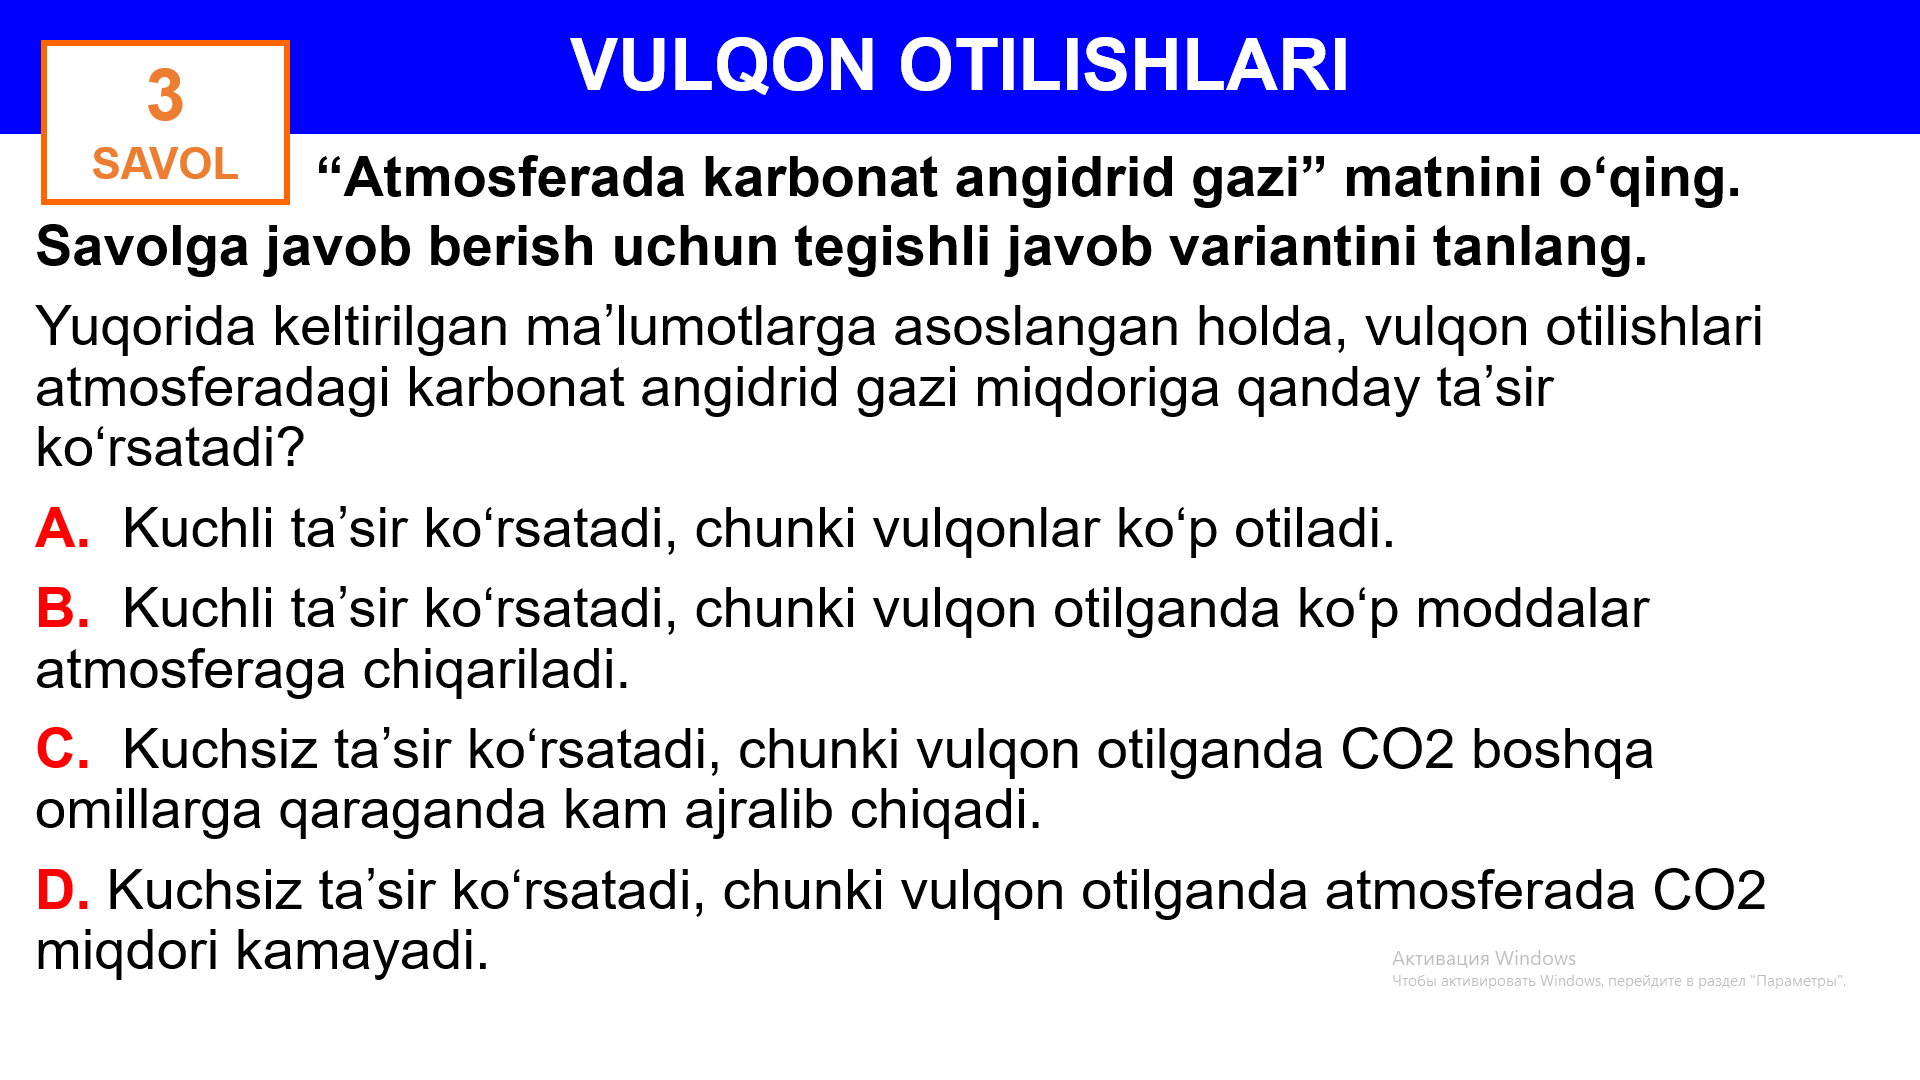 VULQON OTILISHLARI
3
SAVOL
“Atmosferada karbonat angidrid gazi” matnini o‘qing.
Savolga javob berish uchun tegishli javob variantini tanlang.
Yuqorida keltirilgan ma’lumotlarga asoslangan holda, vulqon otilishlari
atmosferadagi karbonat angidrid gazi miqdoriga qanday ta’sir
ko‘rsatadi?
A. Kuchli ta’sir ko‘rsatadi, chunki vulqonlar ko‘p otiladi.
B. Kuchli ta’sir ko‘rsatadi, chunki vulqon otilganda ko‘p moddalar
atmosferaga chiqariladi.
C. Kuchsiz ta’sir ko‘rsatadi, chunki vulqon otilganda CO2 boshqa
omillarga qaraganda kam ajralib chiqadi.
D. Kuchsiz ta’sir ko‘rsatadi, chunki vulqon otilganda atmosferada CO2
miqdori kamayadi.
Активация Windows
Чтобы активировать Windows, перейдите в раздел "Параметры".